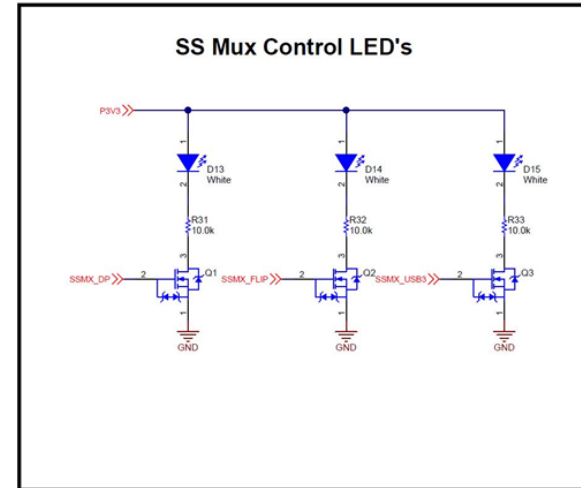 SS Mux Control LED's
P3V3
1
1
1
D13
White
D14
White
D15
White
2
2
2
R31
10.0k
R32
10.0k
R33
10.0k
3
3
3
SSMX_DP
2
Q1
SSMX_FLIP
2
Q2
SSMX_USB3
2
Q3
1
1
1
GND
GND
GND